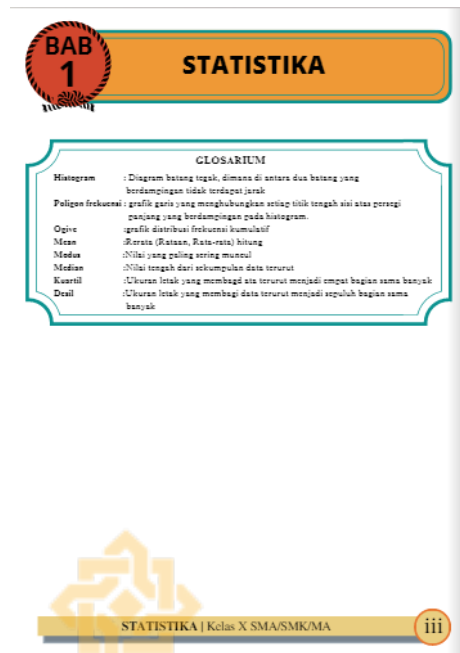 BAB
1
STATISTIKA
GLOSARIUM
Histogram : Diagram batang tegak, dimana di antara dua batang yang
berdampingan tidak terdapat jarak
Poligon frekuensi : grafik garis yang menghubungkan setiap titik tengah sisi atas persegi
panjang yang berdampingan pada histogram.
Ogive :grafik distribusi frekuensi kumulatif
Mean :Rerata (Rataan, Rata-rata) hitung
Modus :Nilai yang paling sering muncul
Median :Nilai tengah dari sekumpulan data terurut
Kuartil :Ukuran letak yang membagd ata terurut menjadi empat bagian sama banyak
Desil :Ukuran letak yang membagi data terurut menjadi sepuluh bagian sama
banyak
STATISTIKA | Kelas X SMA/SMK/MA
iii